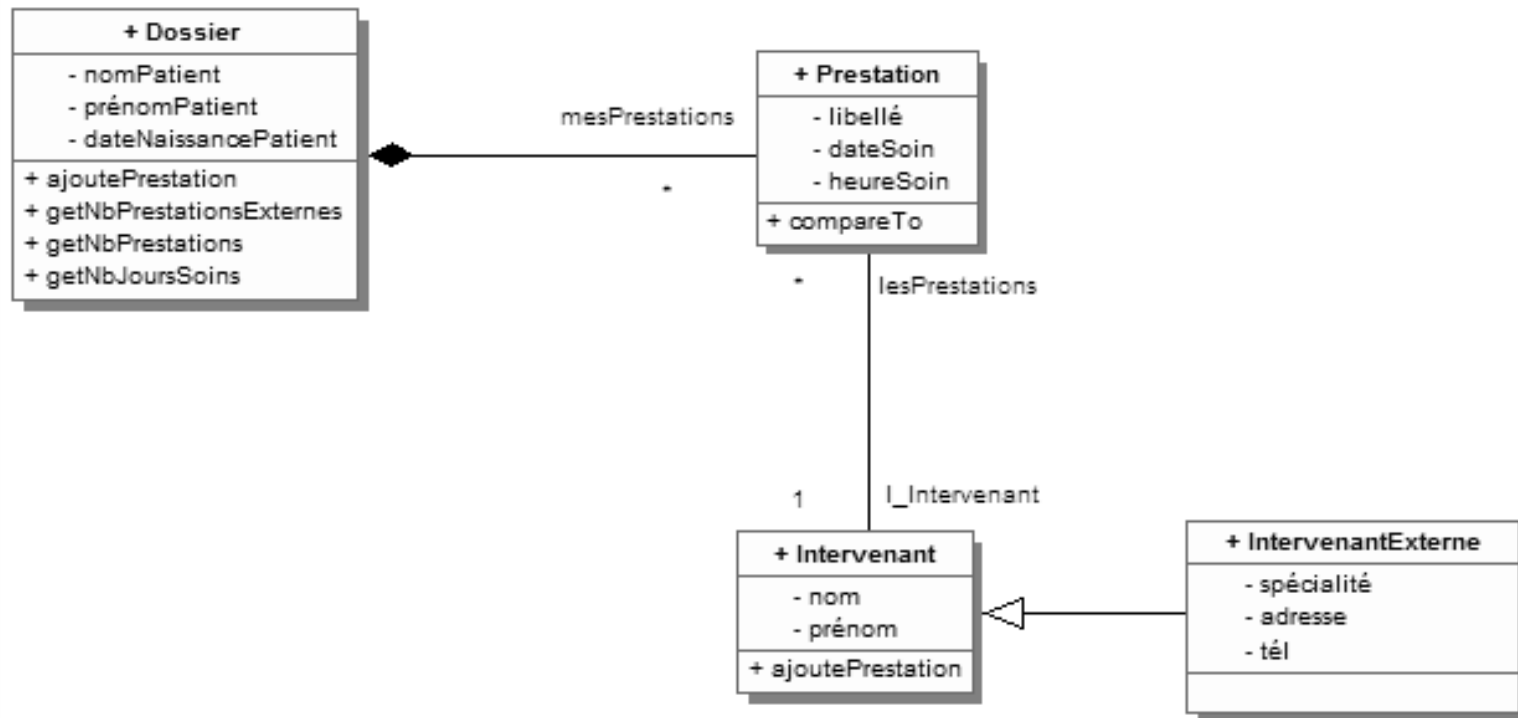 + Dossier
- nomPatient
- prénomPatient
- dateNaissancePatient
+ ajoutePrestation
+ getNbPrestationsExternes
+ getNbPrestations
+ getNbJoursSoins
mesPrestations
*
+ Prestation
- libellé
- dateSoin
- heureSoin
+ compareTo
* lesPrestations
1 l_Intervenant
+ Intervenant
- nom
- prénom
+ ajoutePrestation
+ IntervenantExterne
- spécialité
- adresse
- tél